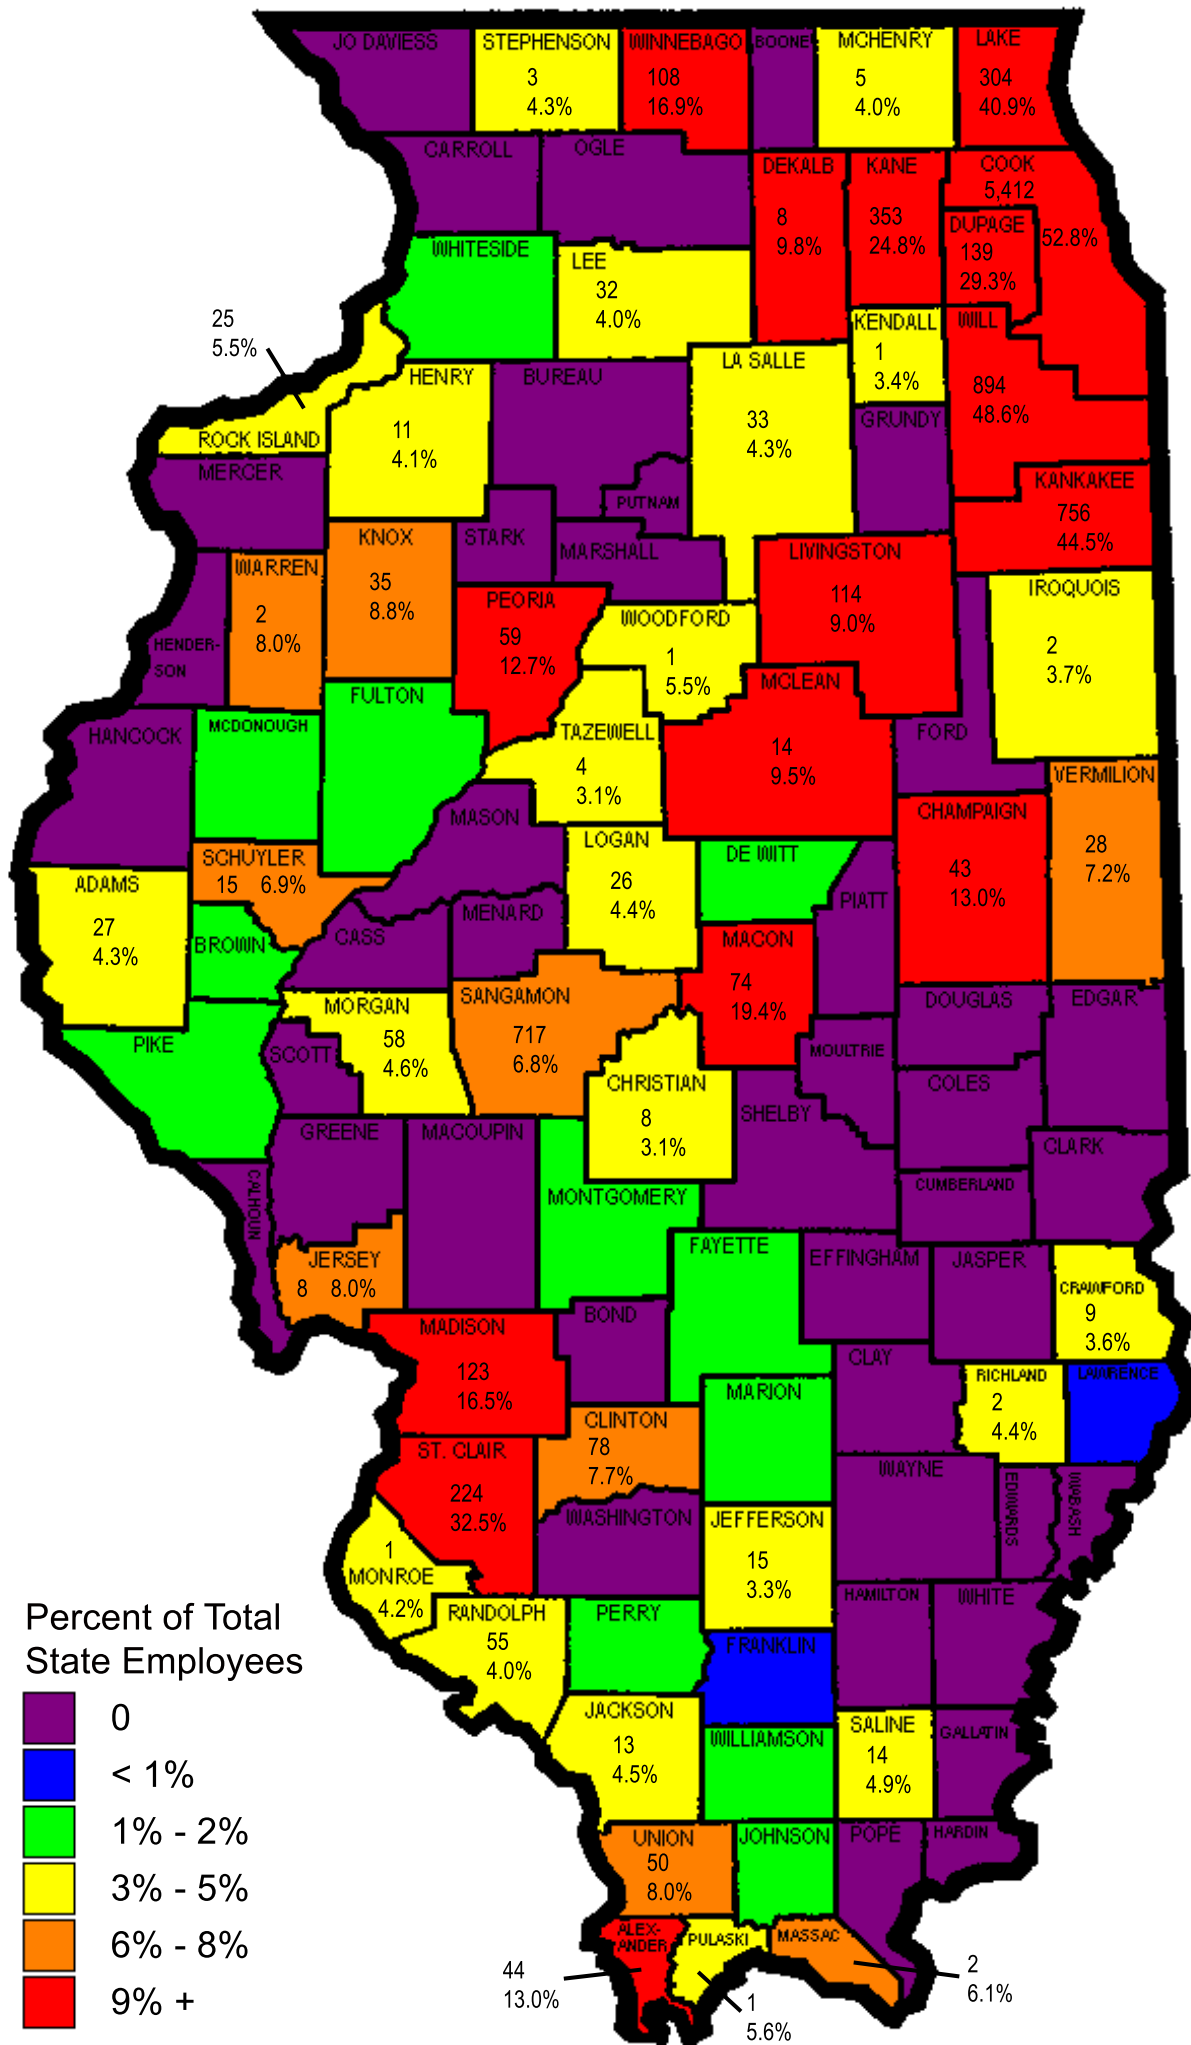 JO DAVIESS
STEPHENSON
3
4.3%
WINNEBAGO
108
16.9%
BOONE
MCHENRY
5
4.0%
LAKE
304
40.9%
CARROLL
OGLE
DEKALB
8
9.8%
KANE
353
24.8%
COOK
5,412
52.8%
DUPAGE
139
29.3%
WHITESIDE
LEE
32
4.0%
25
5.5%
ROCK ISLAND
HENRY
11
4.1%
BUREAU
LA SALLE
33
4.3%
KENDALL
1
3.4%
WILL
894
48.6%
GRUNDY
MERCER
PUTNAM
KANKAKEE
756
44.5%
KNOX
35
8.8%
STARK
MARSHALL
LIVINGSTON
114
9.0%
WARREN
2
8.0%
HENDER-
SON
PEORIA
59
12.7%
WOODFORD
1
5.5%
IROQUOIS
2
3.7%
FULTON
MCLEAN
14
9.5%
HANCOCK
MCDONOUGH
TAZEWELL
4
3.1%
FORD
VERMILION
28
7.2%
MASON
CHAMPAIGN
43
13.0%
LOGAN
26
4.4%
DE WITT
SCHUYLER
15 6.9%
ADAMS
27
4.3%
PIATT
MENARD
BROWN
CASS
MACON
74
19.4%
MORGAN
58
4.6%
SANGAMON
717
6.8%
DOUGLAS
EDGAR
PIKE
SCOTT
MOULTRIE
CHRISTIAN
8
3.1%
COLES
SHELBY
GREENE
MACOUPIN
CLARK
CALHOUN
CUMBERLAND
MONTGOMERY
FAYETTE
EFFINGHAM
JASPER
JERSEY
8 8.0%
CRAWFORD
9
3.6%
MADISON
123
16.5%
BOND
CLAY
RICHLAND
2
4.4%
LAWRENCE
MARION
CLINTON
78
7.7%
ST. CLAIR
224
32.5%
WAYNE
EDWARDS
WABASH
WASHINGTON
JEFFERSON
15
3.3%
1
MONROE
4.2%
RANDOLPH
55
4.0%
PERRY
HAMILTON
WHITE
FRANKLIN
JACKSON
13
4.5%
WILLIAMSON
SALINE
14
4.9%
GALLATIN
UNION
50
8.0%
JOHNSON
POPE
HARDIN
ALEX-
ANDER
44
13.0%
PULASKI
1
5.6%
MASSAC
2
6.1%
Percent of Total
State Employees
0
< 1%
1% - 2%
3% - 5%
6% - 8%
9% +